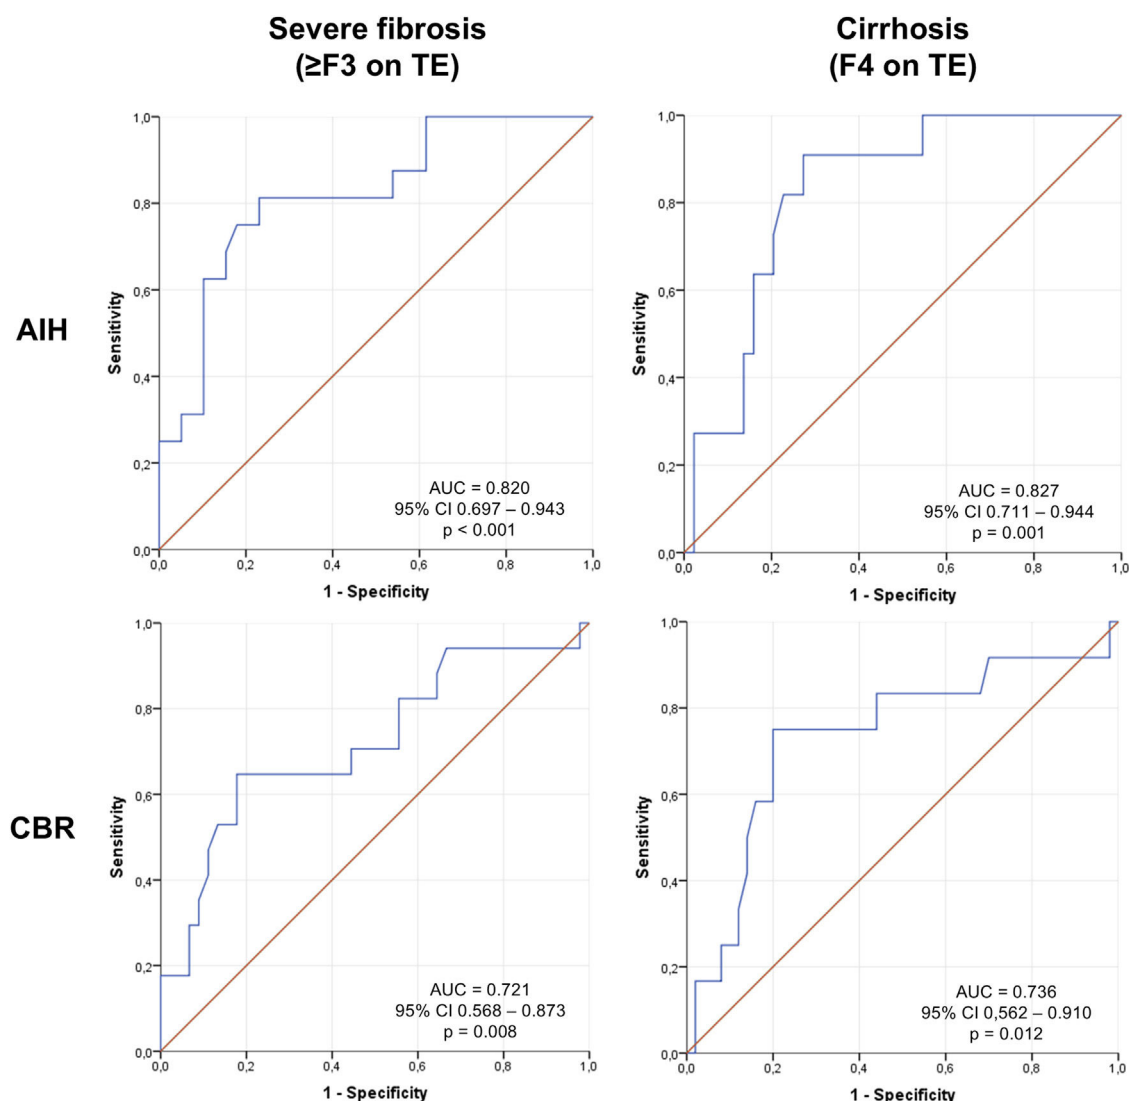 Severe fibrosis
(≥F3 on TE)
Cirrhosis
(F4 on TE)
AIH
Sensitivity
1,0
0,8
0,6
0,4
0,2
0,0
0,0 0,2 0,4 0,6 0,8 1,0
1 - Specificity
AUC = 0.820
95% CI 0.697 – 0.943
p < 0.001
Sensitivity
1,0
0,8
0,6
0,4
0,2
0,0
0,0 0,2 0,4 0,6 0,8 1,0
1 - Specificity
AUC = 0.827
95% CI 0.711 – 0.944
p = 0.001
CBR
Sensitivity
1,0
0,8
0,6
0,4
0,2
0,0
0,0 0,2 0,4 0,6 0,8 1,0
1 - Specificity
AUC = 0.721
95% CI 0.568 – 0.873
p = 0.008
Sensitivity
1,0
0,8
0,6
0,4
0,2
0,0
0,0 0,2 0,4 0,6 0,8 1,0
1 - Specificity
AUC = 0.736
95% CI 0,562 – 0.910
p = 0.012